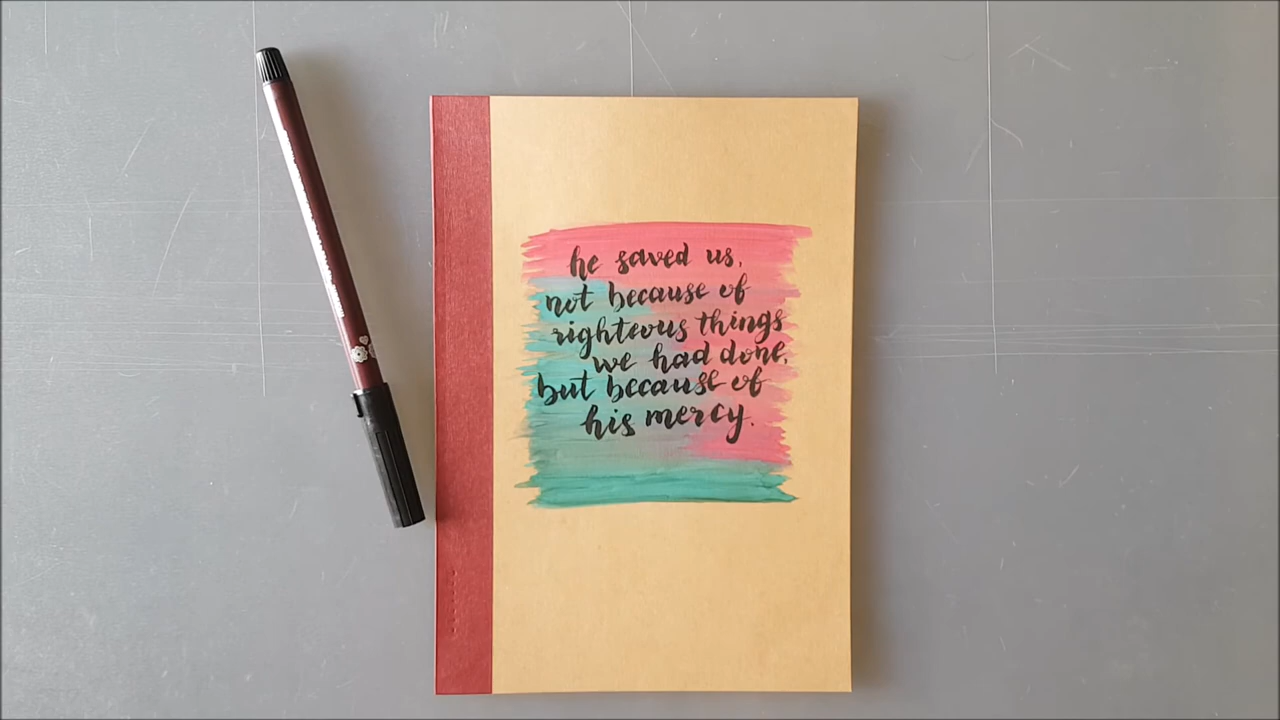 he saved us,
not because of
righteous things
we had done,
but because of
his mercy.